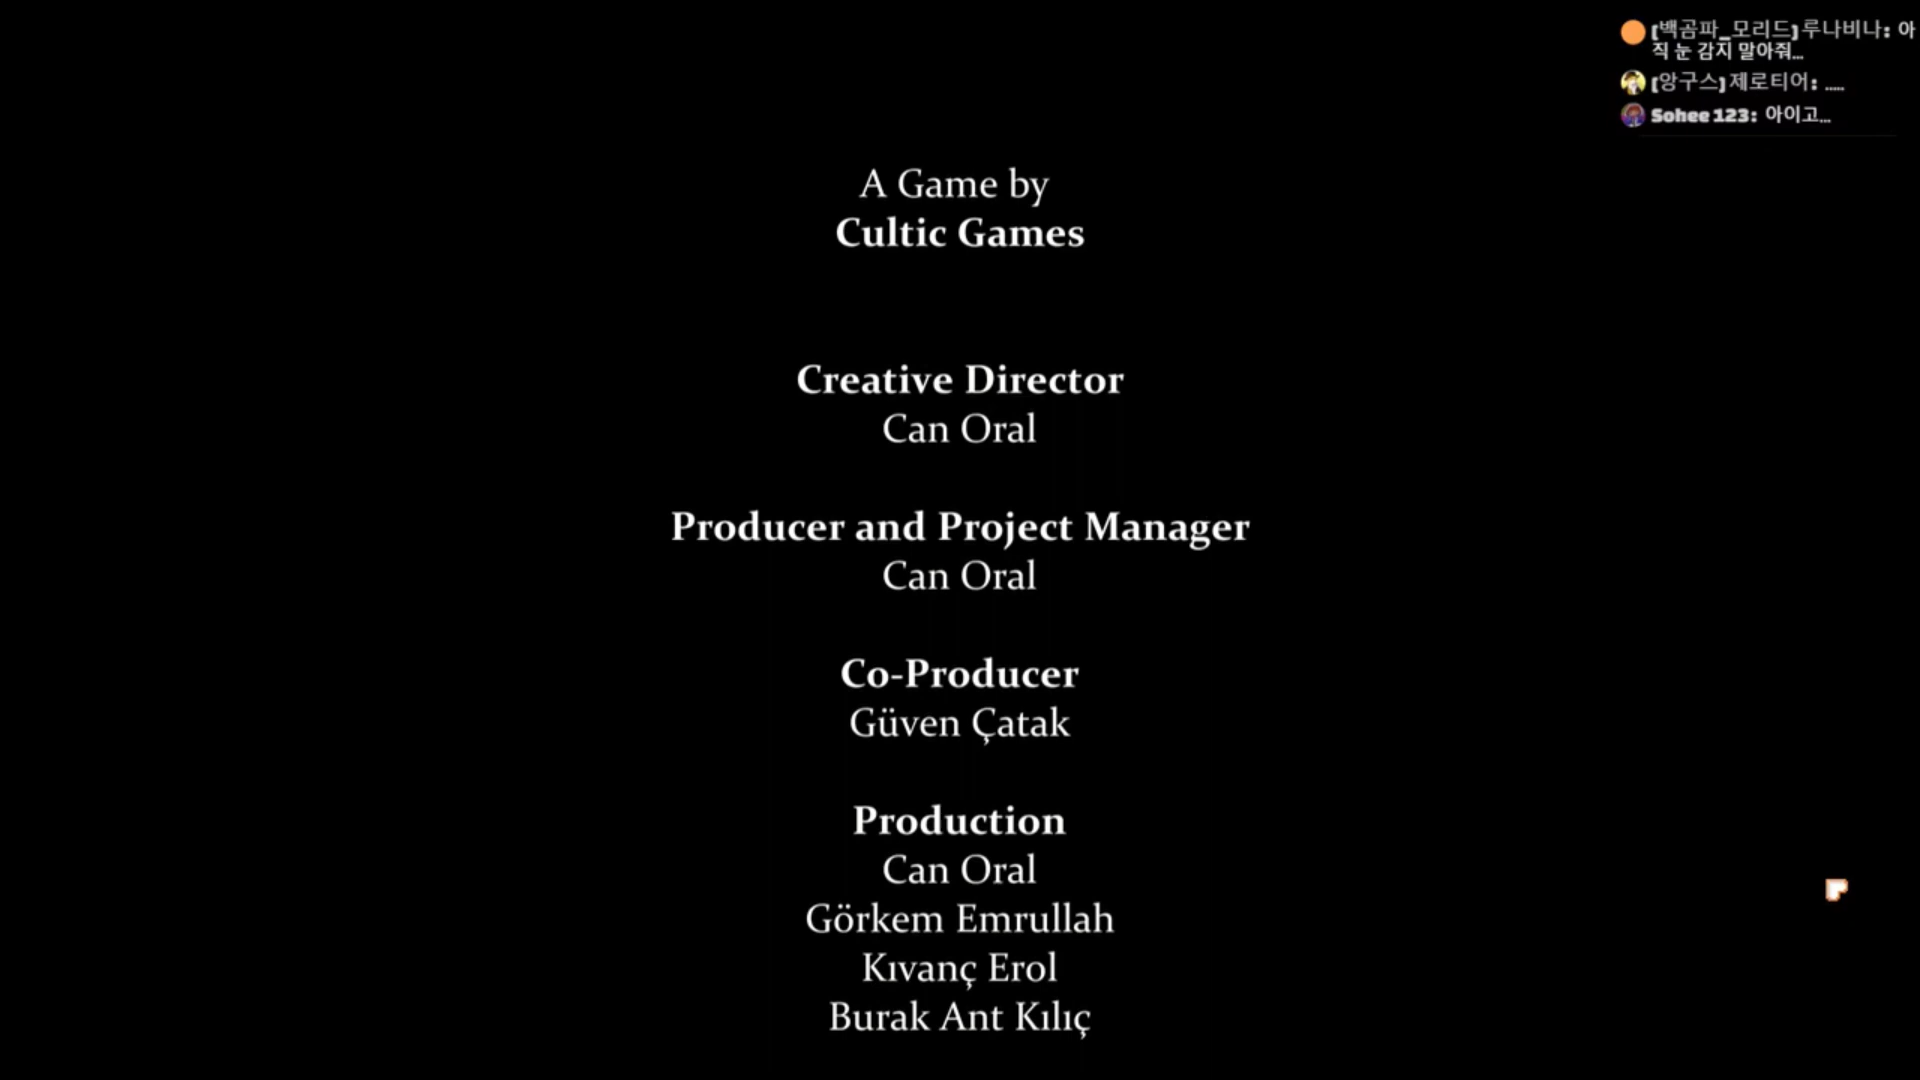 [백곰파_모리드]루나비나: 아
직 눈 감지 말아줘...
[앙구스]제로티어: .....
Sohee 123: 아이고...
A Game by
Cultic Games
Creative Director
Can Oral
Producer and Project Manager
Can Oral
Co-Producer
Güven Çatak
Production
Can Oral
Görkem Emrullah
Kıvanç Erol
Burak Ant Kılıç